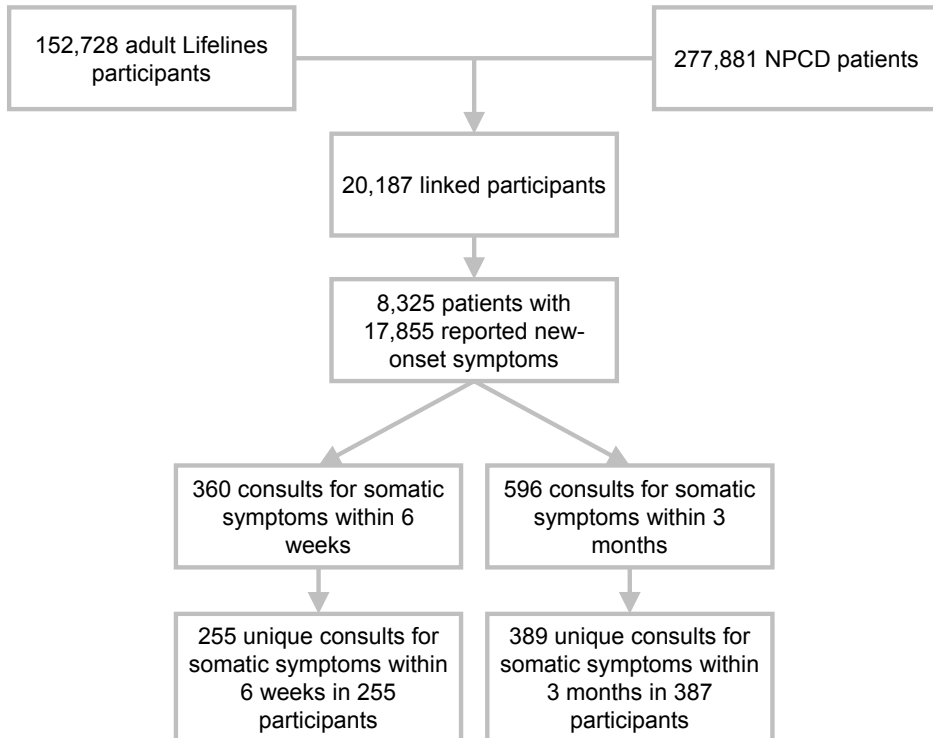 152,728 adult Lifelines
participants
277,881 NPCD patients
20,187 linked participants
8,325 patients with
17,855 reported new-
onset symptoms
360 consults for somatic
symptoms within 6
weeks
596 consults for somatic
symptoms within 3
months
255 unique consults for
somatic symptoms within
6 weeks in 255
participants
389 unique consults for
somatic symptoms within
3 months in 387
participants